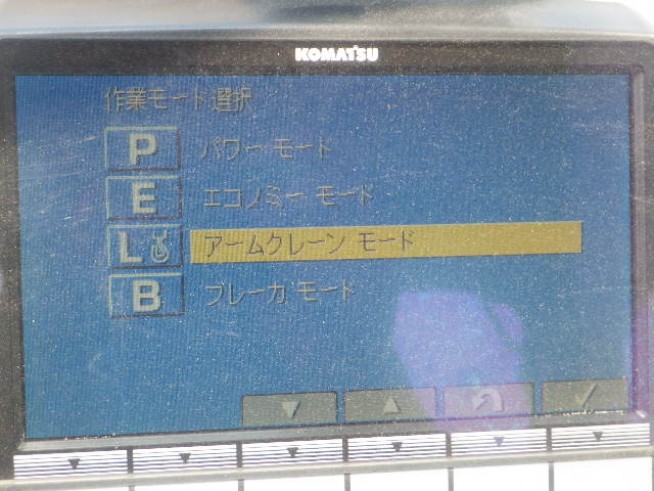 KOMATSU
作業モード選択
P パワーモード
E エコノミーモード
L アームクレーン モード
B ブレーカモード